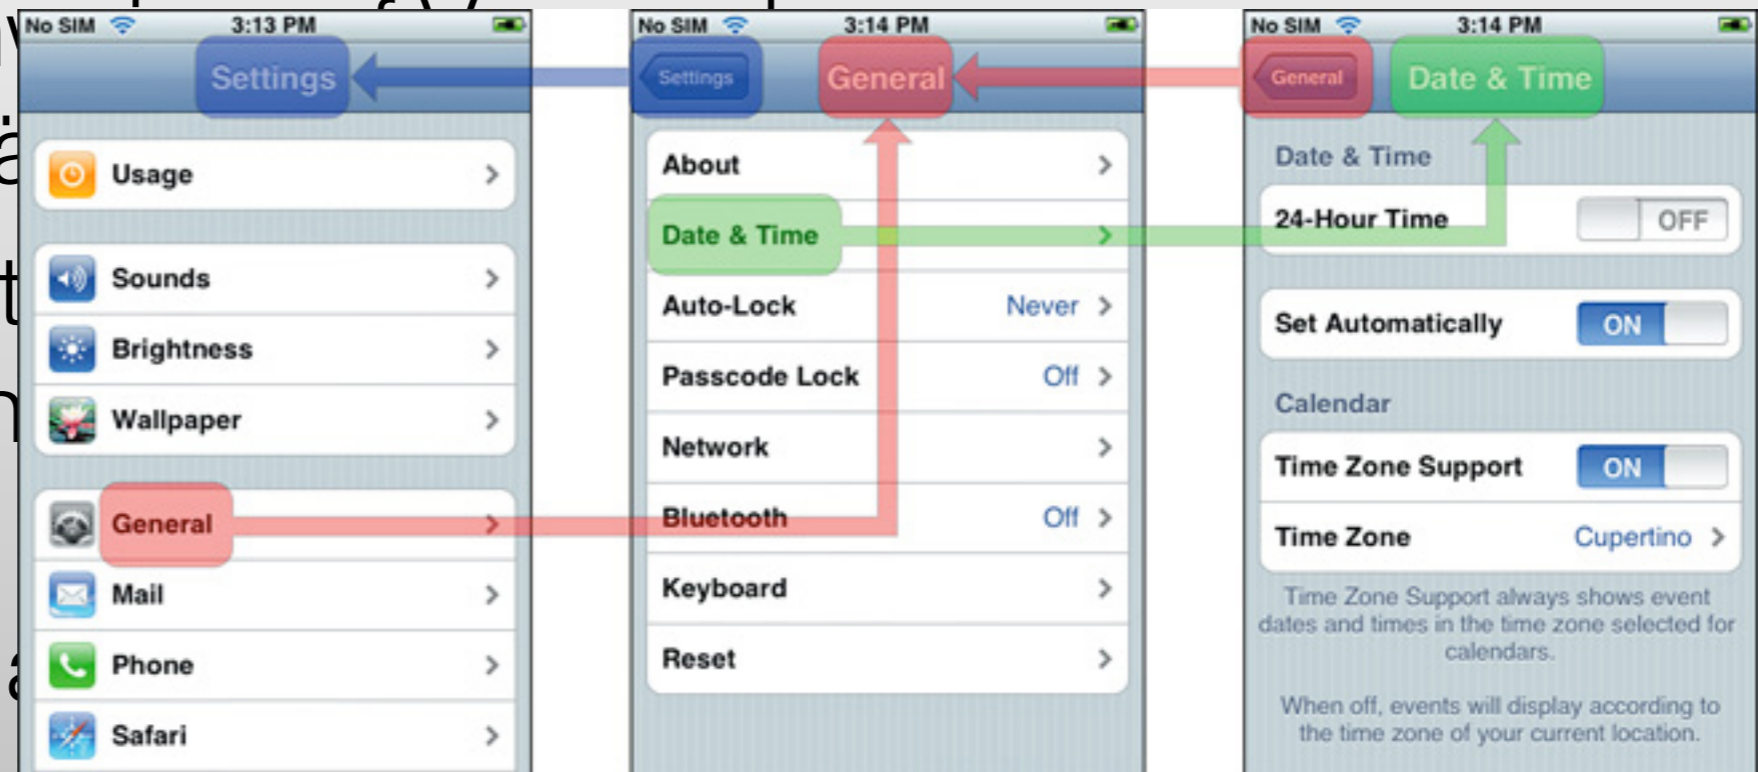 No SIM 3:13 PM
Settings
Usage
Sounds
Brightness
Wallpaper
General
Mail
Phone
Safari
No SIM 3:14 PM
Settings General
About
Date & Time
Auto-Lock Never
Passcode Lock Off
Network
Bluetooth Off
Keyboard
Reset
No SIM 3:14 PM
General Date & Time
Date & Time
24-Hour Time OFF
Set Automatically ON
Calendar
Time Zone Support ON
Time Zone Cupertino
Time Zone Support always shows event
dates and times in the time zone selected for
calendars.
When off, events will display according to
the time zone of your current location.